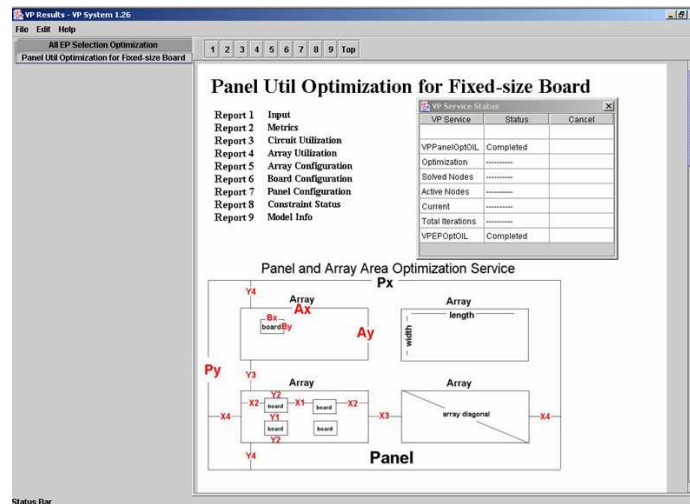 VP Results - VP System 1.26
File Edit Help
All EP Selection Optimization
Panel Util Optimization for Fixed-size Board
1 2 3 4 5 6 7 8 9 Top
Panel Util Optimization for Fixed-size Board
Report 1 Input
Report 2 Metrics
Report 3 Circuit Utilization
Report 4 Array Utilization
Report 5 Array Configuration
Report 6 Board Configuration
Report 7 Panel Configuration
Report 8 Constraint Status
Report 9 Model Info
VP Service Status
VP Service Status Cancel
VPPanelOptOIL Completed
Optimization ----------
Solved Nodes ----------
Active Nodes ----------
Current ----------
Total Iterations ----------
VPEPOptOIL Completed
Panel and Array Area Optimization Service
Px
Y4
Array Array
Ax length
Bx
board By
Ay
width
Py
Y3
Array Array
Y2
X2 board X1 board X2
X4 Y1 X3 array diagonal X4
board board
Y2
Y4
Panel
Status Bar